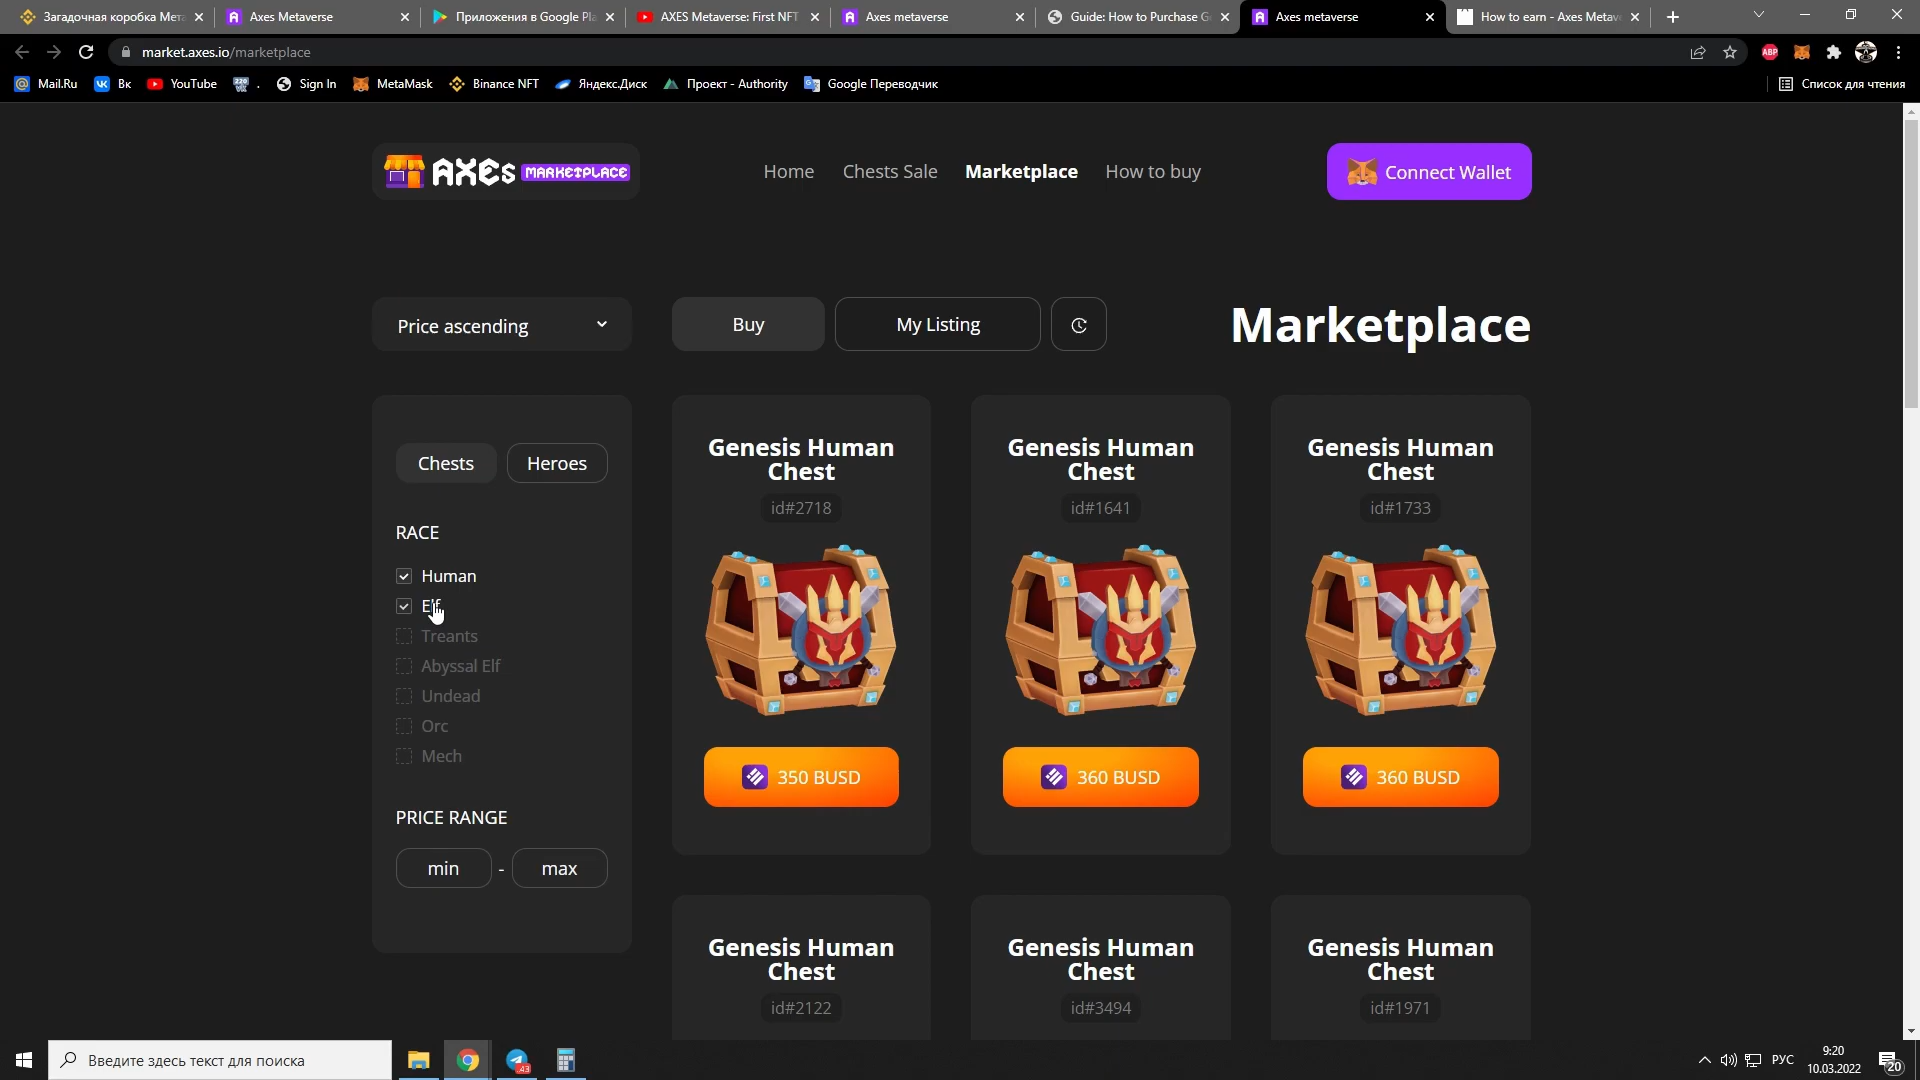 Загадочная коробка Мета
Axes Metaverse
Приложения в Google Pla
AXES Metaverse: First NFT
Axes metaverse
Guide: How to Purchase G
Axes metaverse
How to earn - Axes Metav
market.axes.io/marketplace
ABP
Mail.Ru
Вк
YouTube
.
Sign In
MetaMask
Binance NFT
Яндекс.Диск
Проект - Authority
Google Переводчик
Список для чтения
AXES MARKETPLACE
Home
Chests Sale
Marketplace
How to buy
Connect Wallet
Price ascending
Buy
My Listing
Marketplace
Chests
Heroes
RACE
Human
Elf
Treants
Abyssal Elf
Undead
Orc
Mech
PRICE RANGE
min - max
Genesis Human
Chest
id#2718
350 BUSD
Genesis Human
Chest
id#1641
360 BUSD
Genesis Human
Chest
id#1733
360 BUSD
Genesis Human
Chest
id#2122
Genesis Human
Chest
id#3494
Genesis Human
Chest
id#1971
Введите здесь текст для поиска
43
РУС
9:20
10.03.2022
20